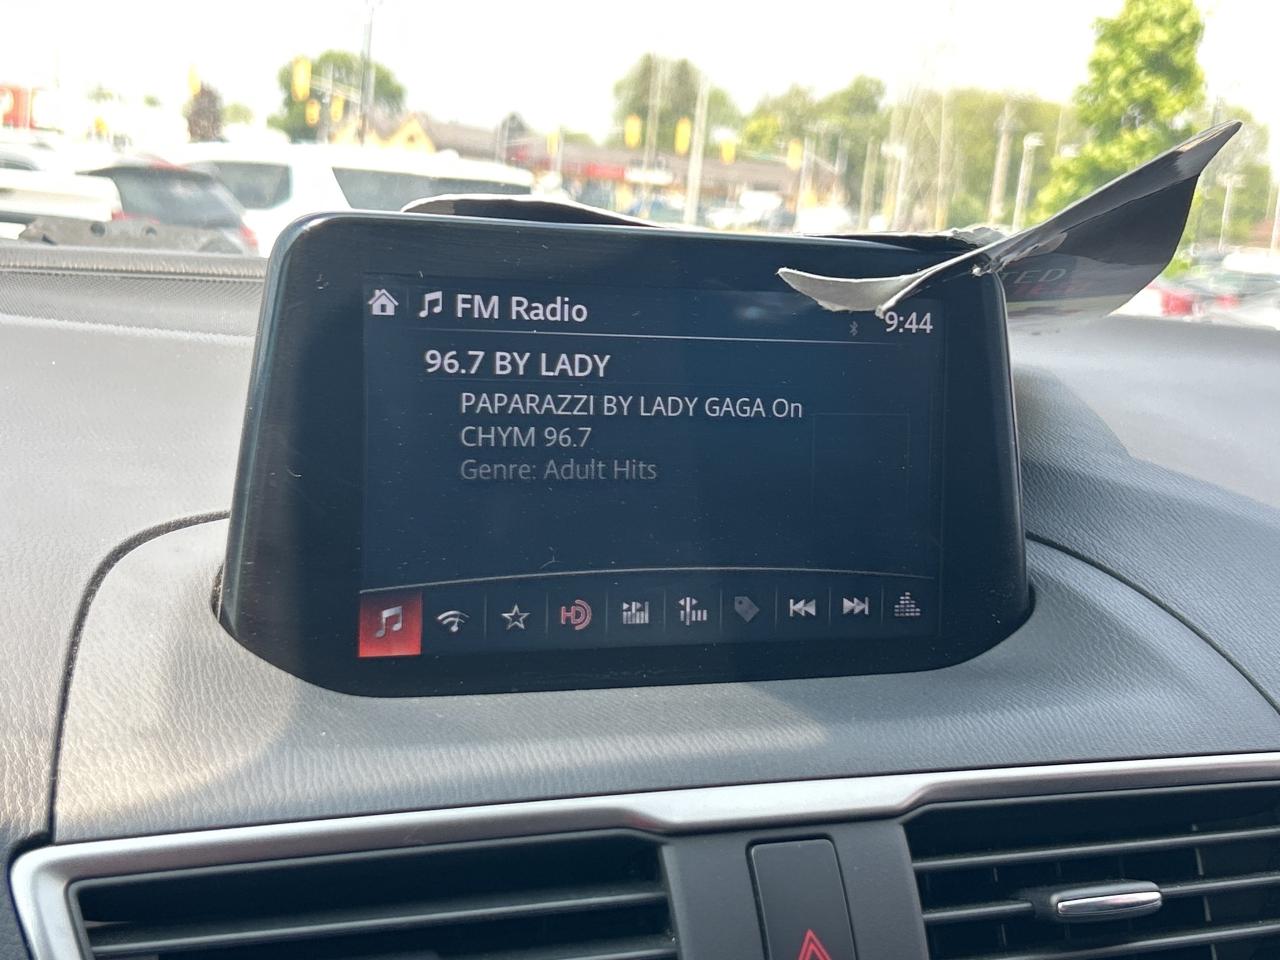 FM Radio
9:44
96.7 BY LADY
PAPARAZZI BY LADY GAGA On
CHYM 96.7
Genre: Adult Hits
HD